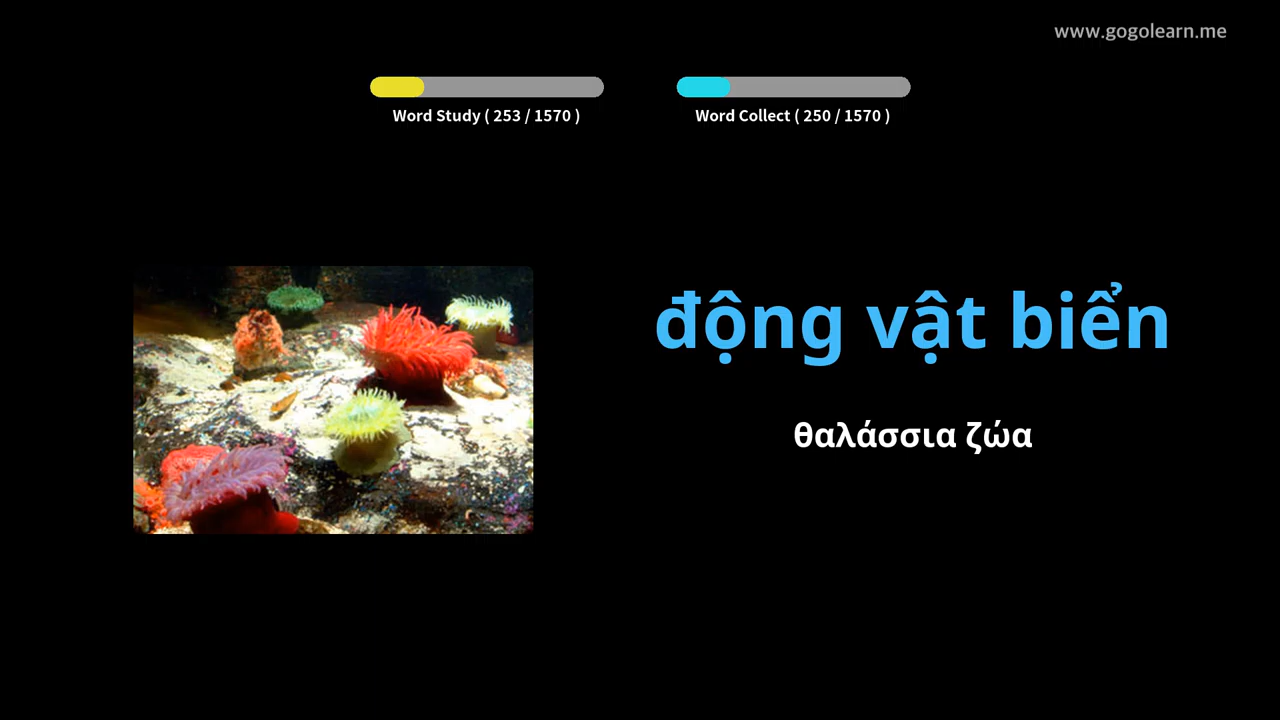 www.gogolearn.me
Word Study ( 253 / 1570 )
Word Collect ( 250 / 1570 )
động vật biển
θαλάσσια ζώα